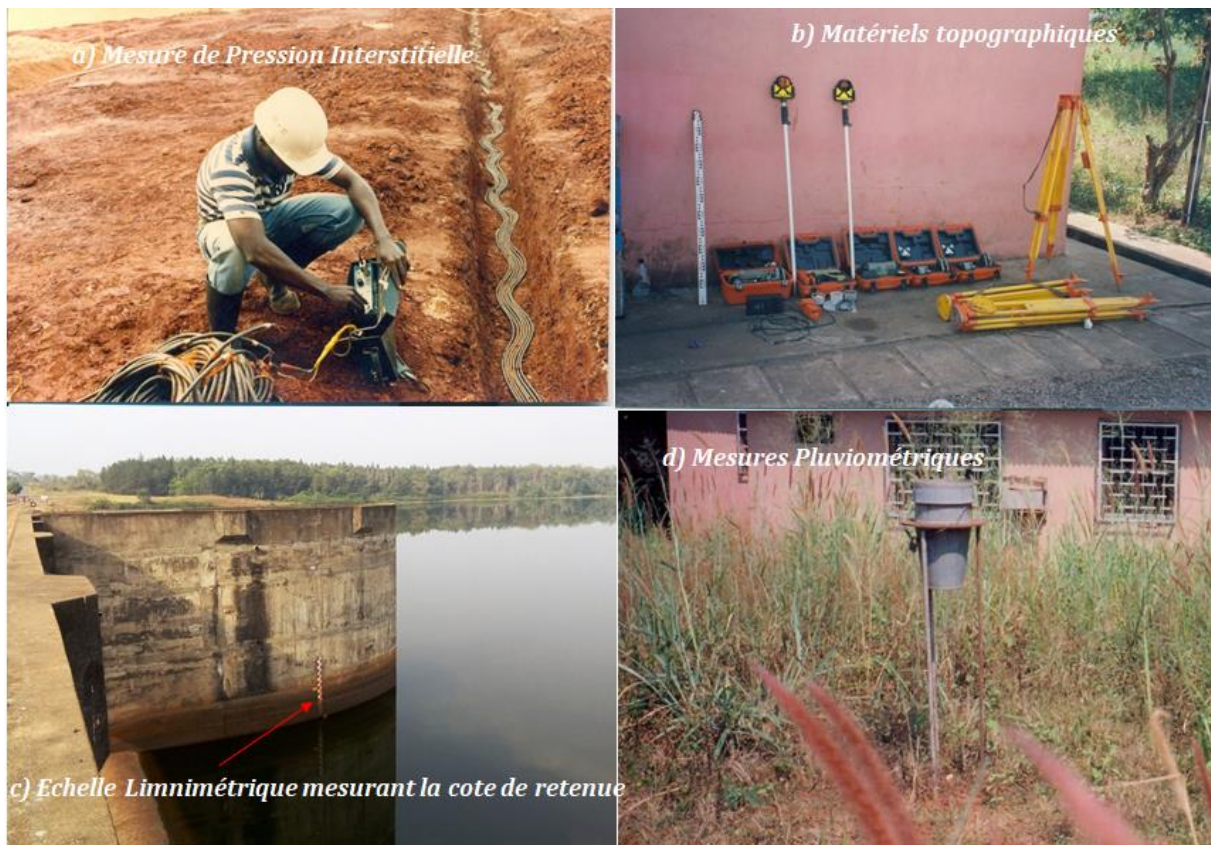 a) Mesure de Pression Interstitielle
b) Matériels topographiques
c) Echelle Limnimétrique mesurant la cote de retenue
d) Mesures Pluviométriques